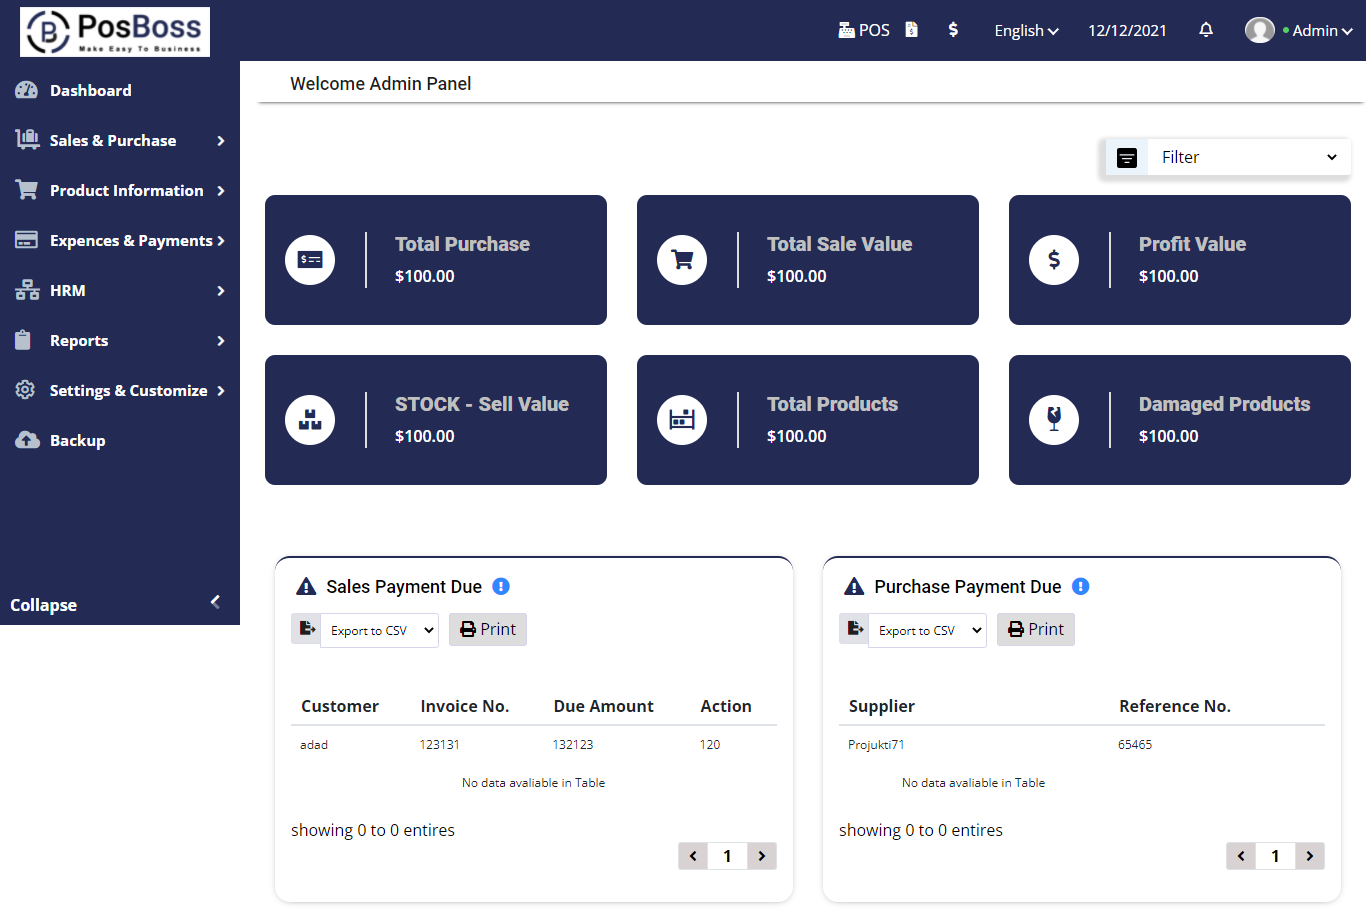 PosBoss
Make Easy To Business
POS
$
English
12/12/2021
Admin
Dashboard
Sales & Purchase
Product Information
Expences & Payments
HRM
Reports
Settings & Customize
Backup
Collapse
Welcome Admin Panel
Filter
Total Purchase
$100.00
Total Sale Value
$100.00
Profit Value
$100.00
STOCK - Sell Value
$100.00
Total Products
$100.00
Damaged Products
$100.00
Sales Payment Due
Export to CSV
Print
Customer Invoice No. Due Amount Action
adad 123131 132123 120
No data avaliable in Table
showing 0 to 0 entires
1
Purchase Payment Due
Export to CSV
Print
Supplier Reference No.
Projukti71 65465
No data avaliable in Table
showing 0 to 0 entires
1